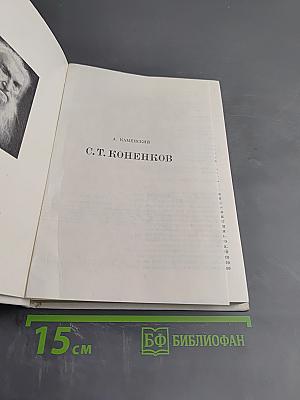 А. КАМЕНСКИЙ
С.Т. КОНЕНКОВ
15 см
БФ БИБЛИОФАН